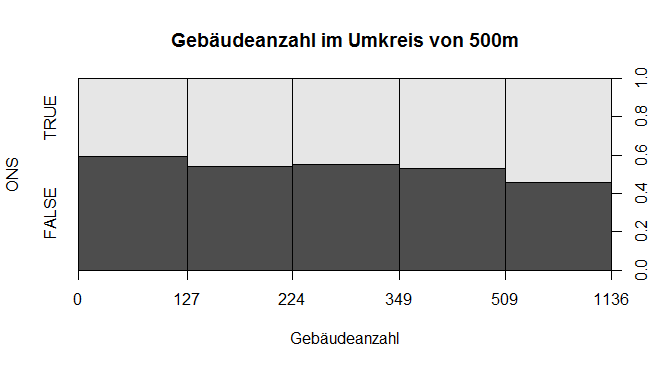 Gebäudeanzahl im Umkreis von 500m
ONS
TRUE
FALSE
1.0
0.8
0.6
0.4
0.2
0.0
0 127 224 349 509 1136
Gebäudeanzahl